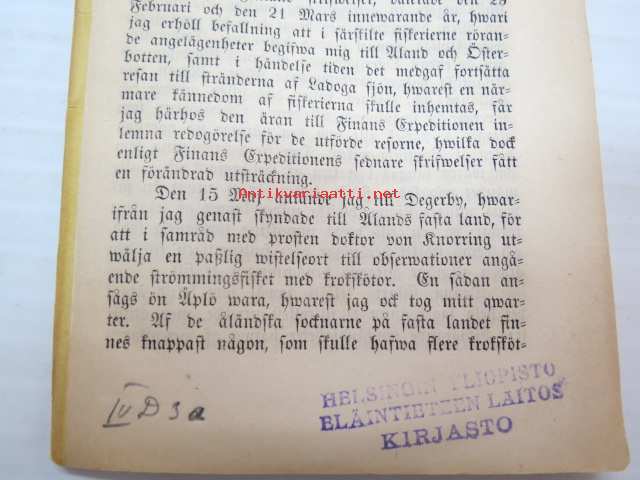 Februari och den 21 Mars innewarande år, hwari
jag erhöll befallning att i särskilte fiskerierne röran-
de angelägenheter begifwa mig till Åland och Öster-
botten, samt i händelse tiden det medgaf fortsätta
resan till stränderna af Ladoga sjön, hwarest en när-
mare kännedom af fiskerierna skulle inhemtas, får
jag härhos den äran till Finans Expeditionen in-
lemna redogörelse för de utförde resorne, hwilka dock
enligt Finans Expeditionens sednare skrifwelser fått
en förändrad utsträckning.
Den 15 Maj anlände jag till Degerby, hwar-
ifrån jag genast skyndade till Ålands fasta land, för
att i samråd med prosten doktor von Knorring ut-
wälja en paßlig wistelseort till obserwationer angå-
ende strömmingsfisket med krokskötor. En sådan an-
sågs ön Äplö wara, hwarest jag ock tog mitt qwar-
ter. Af de åländska socknarne på fasta landet fin-
nes knappast någon, som skulle hafwa flere kroksköt-
Antikvariaatti.net
IV D 3a
HELSINGIN YLIOPISTO
ELÄINTIETEEN LAITOS
KIRJASTO